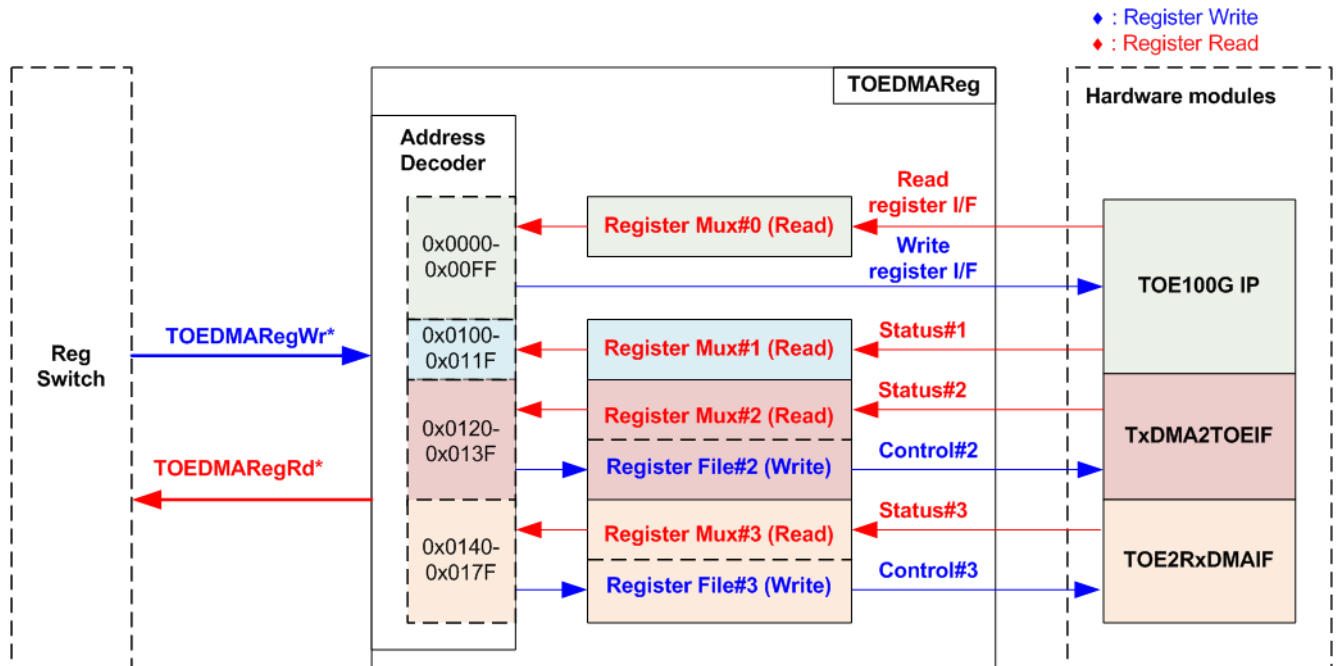 ♦ : Register Write
♦ : Register Read
TOEDMAReg
Hardware modules
Address
Decoder
Reg
Switch
TOEDMARegWr*
TOEDMARegRd*
0x0000-
0x00FF
0x0100-
0x011F
0x0120-
0x013F
0x0140-
0x017F
Register Mux#0 (Read)
Register Mux#1 (Read)
Register Mux#2 (Read)
Register File#2 (Write)
Register Mux#3 (Read)
Register File#3 (Write)
Read
register I/F
Write
register I/F
Status#1
Status#2
Control#2
Status#3
Control#3
TOE100G IP
TxDMA2TOEIF
TOE2RxDMAIF